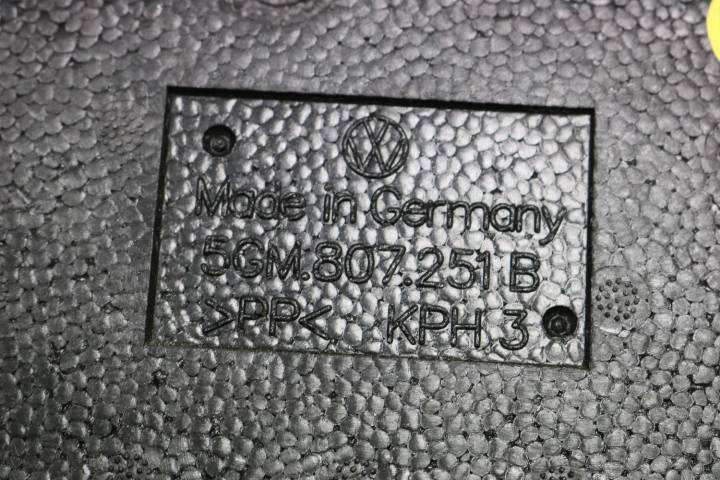 Made in Germany
5GM.807.251 B
>PP< KPH 3